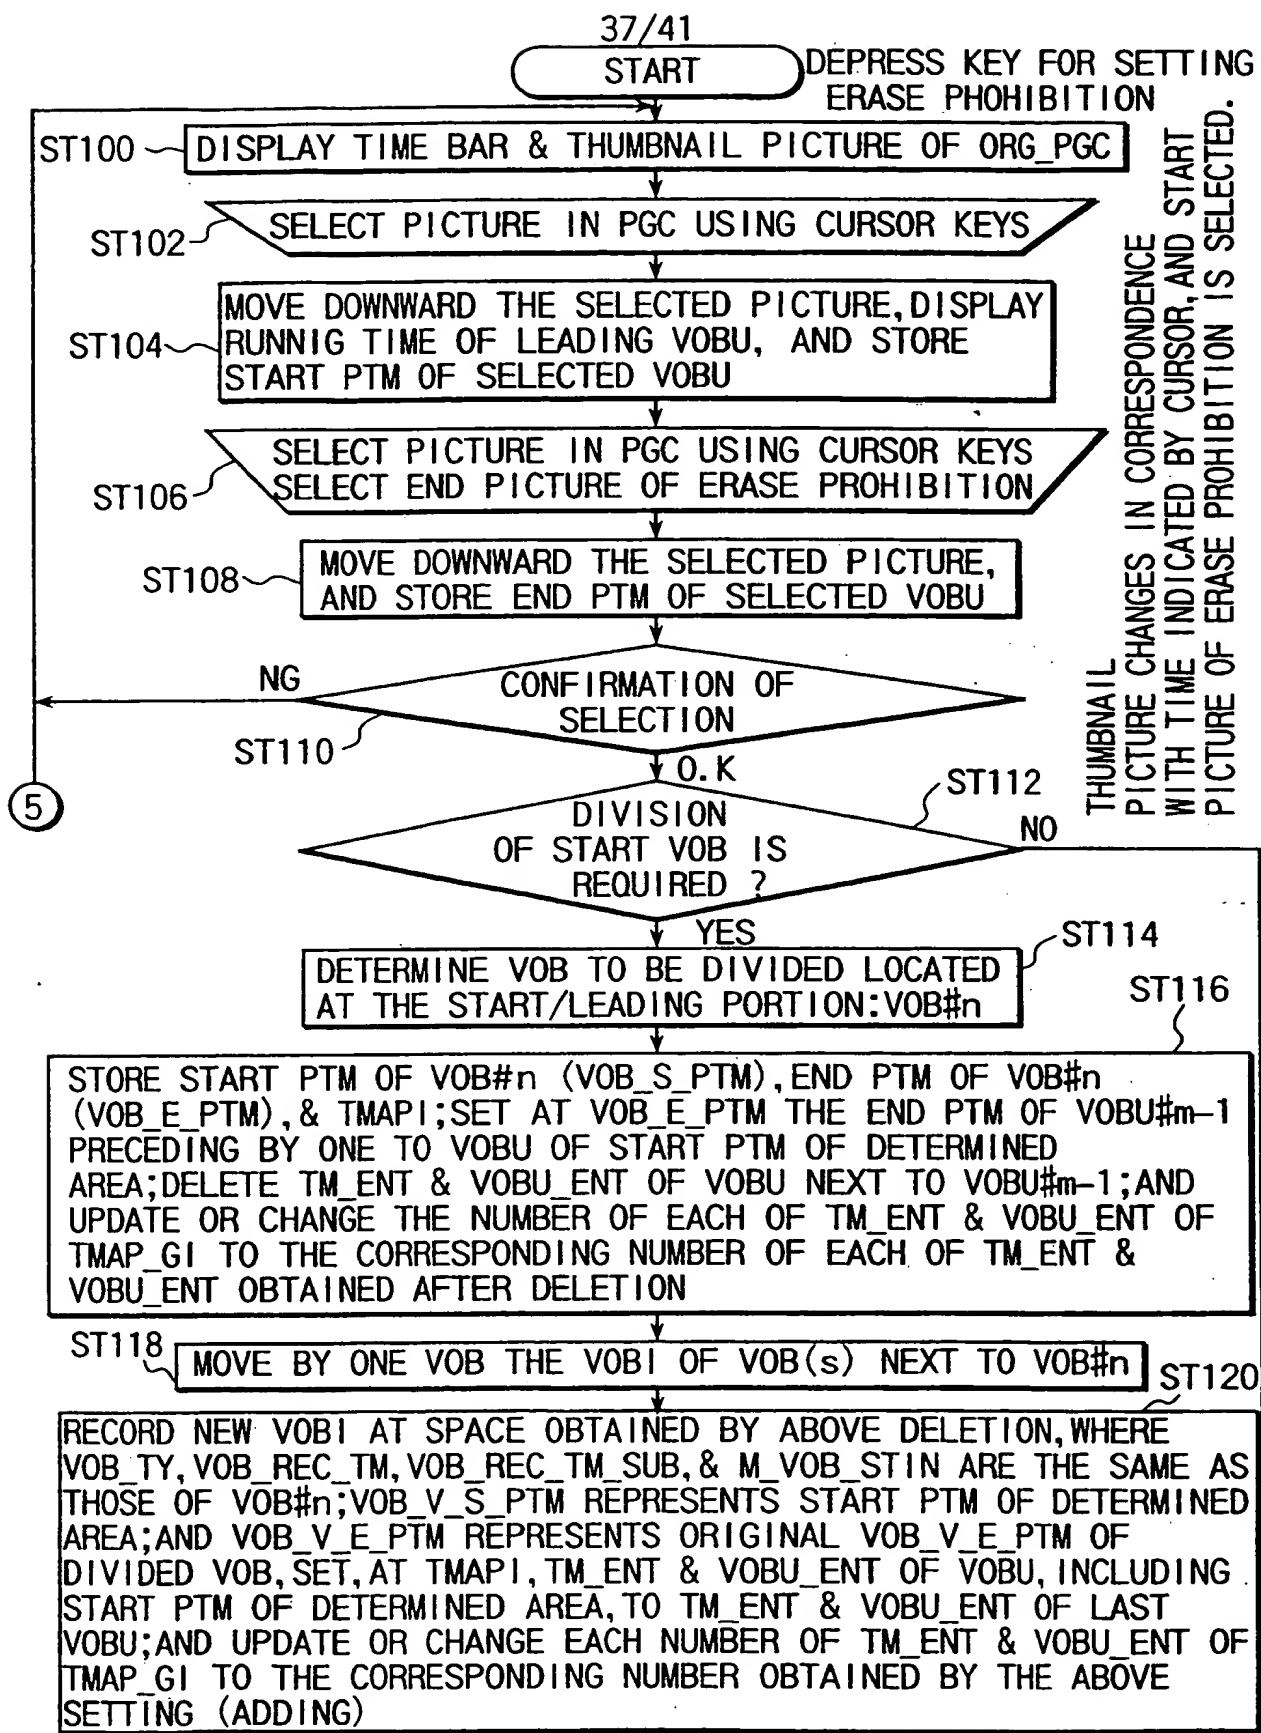 37/41
START
DEPRESS KEY FOR SETTING
ERASE PHOHIBITION
ST100
DISPLAY TIME BAR & THUMBNAIL PICTURE OF ORG_PGC
ST102
SELECT PICTURE IN PGC USING CURSOR KEYS
THUMBNAIL
PICTURE CHANGES IN CORRESPONDENCE
WITH TIME INDICATED BY CURSOR, AND START
PICTURE OF ERASE PROHIBITION IS SELECTED.
ST104
MOVE DOWNWARD THE SELECTED PICTURE, DISPLAY
RUNNIG TIME OF LEADING VOBU, AND STORE
START PTM OF SELECTED VOBU
ST106
SELECT PICTURE IN PGC USING CURSOR KEYS
SELECT END PICTURE OF ERASE PROHIBITION
ST108
MOVE DOWNWARD THE SELECTED PICTURE,
AND STORE END PTM OF SELECTED VOBU
NG
CONFIRMATION OF
SELECTION
ST110
O.K
5
ST112
DIVISION
OF START VOB IS
REQUIRED ?
NO
YES
ST114
DETERMINE VOB TO BE DIVIDED LOCATED
AT THE START/LEADING PORTION:VOB#n
ST116
STORE START PTM OF VOB#n (VOB_S_PTM), END PTM OF VOB#n
(VOB_E_PTM), & TMAPI;SET AT VOB_E_PTM THE END PTM OF VOBU#m-1
PRECEDING BY ONE TO VOBU OF START PTM OF DETERMINED
AREA;DELETE TM_ENT & VOBU_ENT OF VOBU NEXT TO VOBU#m-1;AND
UPDATE OR CHANGE THE NUMBER OF EACH OF TM_ENT & VOBU_ENT OF
TMAP_GI TO THE CORRESPONDING NUMBER OF EACH OF TM_ENT &
VOBU_ENT OBTAINED AFTER DELETION
ST118
MOVE BY ONE VOB THE VOBI OF VOB(s) NEXT TO VOB#n
ST120
RECORD NEW VOBI AT SPACE OBTAINED BY ABOVE DELETION, WHERE
VOB_TY, VOB_REC_TM, VOB_REC_TM_SUB, & M_VOB_STIN ARE THE SAME AS
THOSE OF VOB#n;VOB_V_S_PTM REPRESENTS START PTM OF DETERMINED
AREA;AND VOB_V_E_PTM REPRESENTS ORIGINAL VOB_V_E_PTM OF
DIVIDED VOB, SET, AT TMAPI, TM_ENT & VOBU_ENT OF VOBU, INCLUDING
START PTM OF DETERMINED AREA, TO TM_ENT & VOBU_ENT OF LAST
VOBU;AND UPDATE OR CHANGE EACH NUMBER OF TM_ENT & VOBU_ENT OF
TMAP_GI TO THE CORRESPONDING NUMBER OBTAINED BY THE ABOVE
SETTING (ADDING)